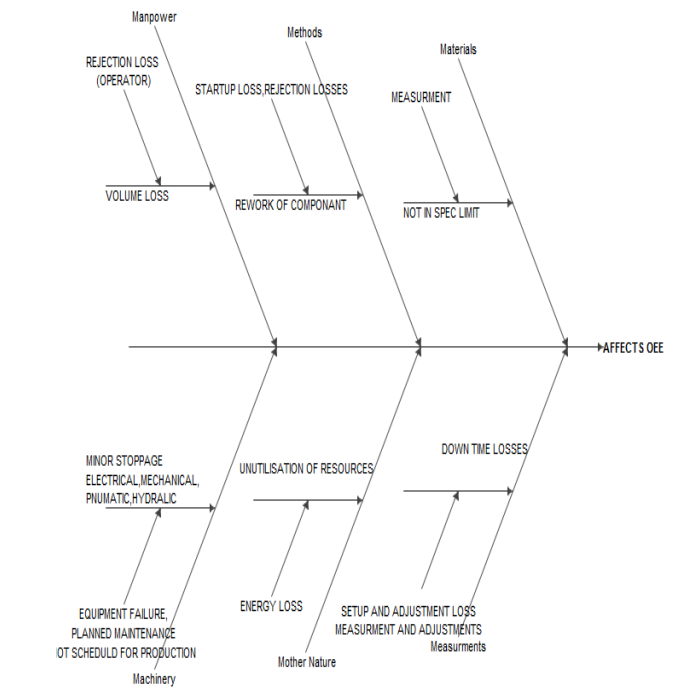 Manpower
Methods
Materials
REJECTION LOSS
(OPERATOR)
STARTUP LOSS,REJECTION LOSSES
MEASURMENT
VOLUME LOSS
REWORK OF COMPONANT
NOT IN SPEC LIMIT
AFFECTS OEE
MINOR STOPPAGE
ELECTRICAL,MECHANICAL,
PNUMATIC,HYDRALIC
UNUTILISATION OF RESOURCES
DOWN TIME LOSSES
EQUIPMENT FAILURE,
PLANNED MAINTENANCE
OT SCHEDULD FOR PRODUCTION
ENERGY LOSS
SETUP AND ADJUSTMENT LOSS
MEASURMENT AND ADJUSTMENTS
Machinery
Mother Nature
Measurments